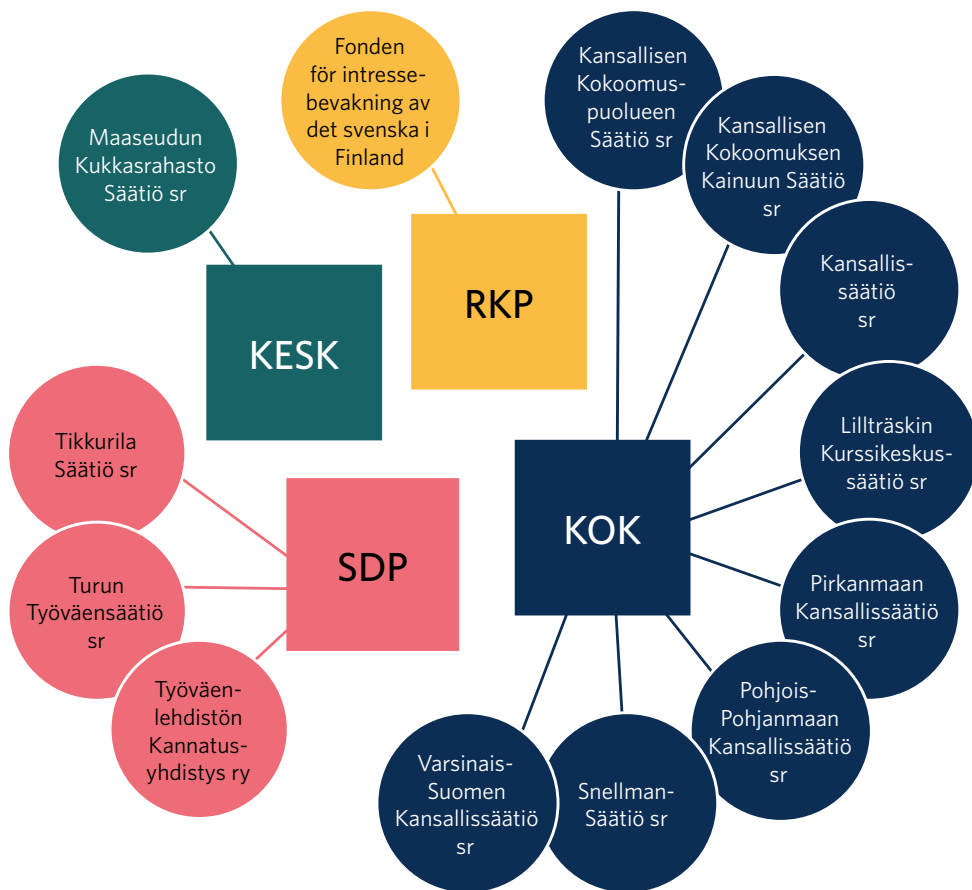 Maaseudun
Kukkasrahasto
Säätiö sr
KESK
Fonden
för intresse-
bevakning av
det svenska i
Finland
RKP
Kansallisen
Kokoomus-
puolueen
Säätiö sr
Kansallisen
Kokoomuksen
Kainuun Säätiö
sr
Kansallis-
säätiö
sr
Lillträskin
Kurssikeskus-
säätiö sr
KOK
Pirkanmaan
Kansallissäätiö
sr
Pohjois-
Pohjanmaan
Kansallissäätiö
sr
Snellman-
Säätiö sr
Varsinais-
Suomen
Kansallissäätiö
sr
Tikkurila
Säätiö sr
SDP
Turun
Työväensäätiö
sr
Työväen-
lehdistön
Kannatus-
yhdistys ry